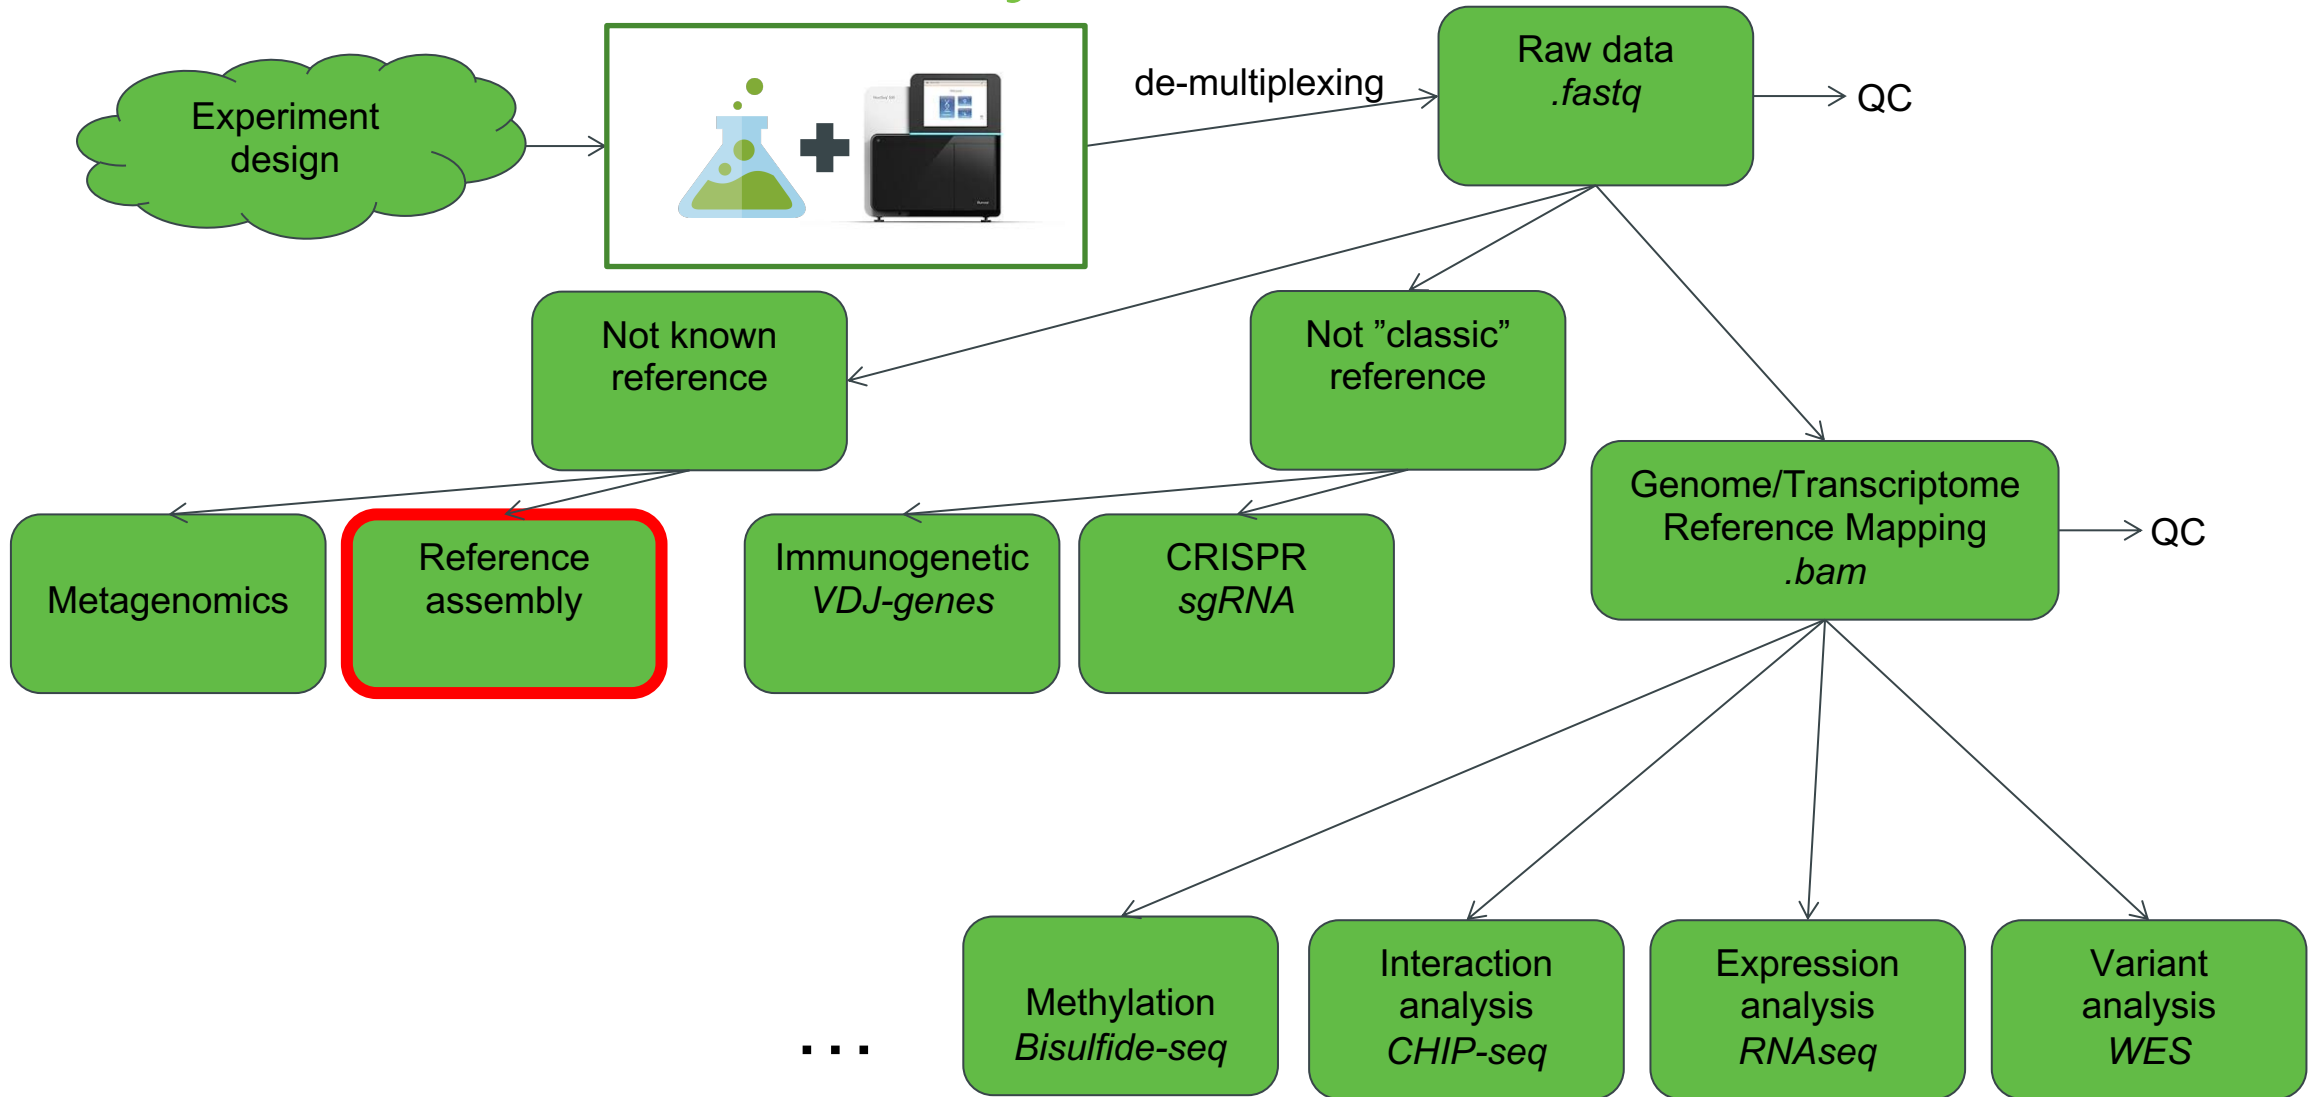 Experiment
design
de-multiplexing
Raw data
.fastq
QC
Not known
reference
Not ”classic”
reference
Genome/Transcriptome
Reference Mapping
.bam
QC
Metagenomics
Reference
assembly
Immunogenetic
VDJ-genes
CRISPR
sgRNA
...
Methylation
Bisulfide-seq
Interaction
analysis
CHIP-seq
Expression
analysis
RNAseq
Variant
analysis
WES